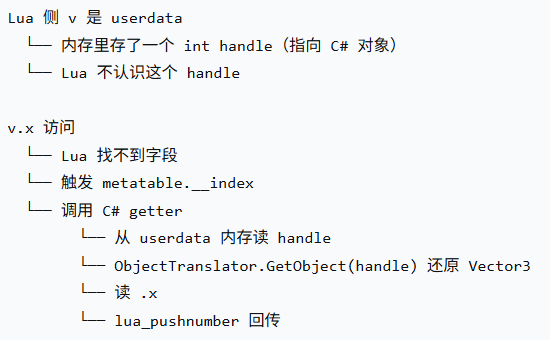 Lua 侧 v 是 userdata
└── 内存里存了一个 int handle（指向 C# 对象）
└── Lua 不认识这个 handle
v.x 访问
└── Lua 找不到字段
└── 触发 metatable.__index
└── 调用 C# getter
└── 从 userdata 内存读 handle
└── ObjectTranslator.GetObject(handle) 还原 Vector3
└── 读 .x
└── lua_pushnumber 回传